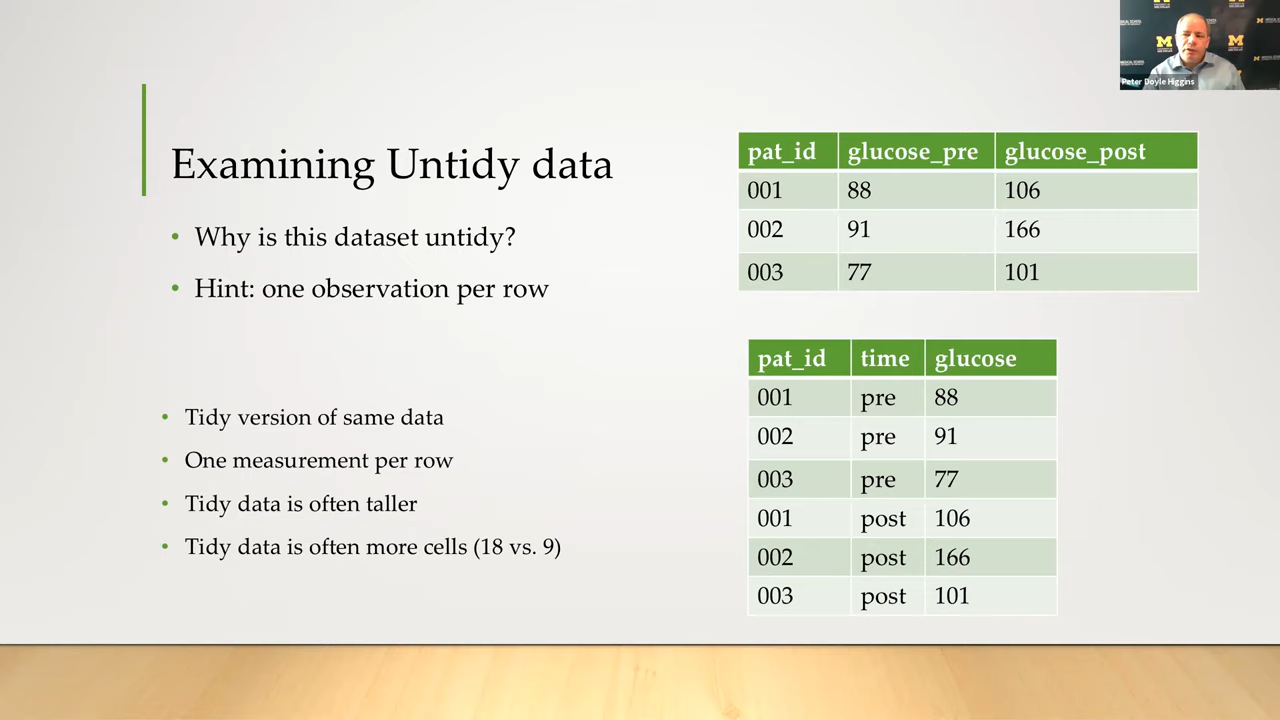 Examining Untidy data
• Why is this dataset untidy?
• Hint: one observation per row
• Tidy version of same data
• One measurement per row
• Tidy data is often taller
• Tidy data is often more cells (18 vs. 9)
pat_id glucose_pre glucose_post
001 88 106
002 91 166
003 77 101
pat_id time glucose
001 pre 88
002 pre 91
003 pre 77
001 post 106
002 post 166
003 post 101
M
M
Peter Doyle Higgins